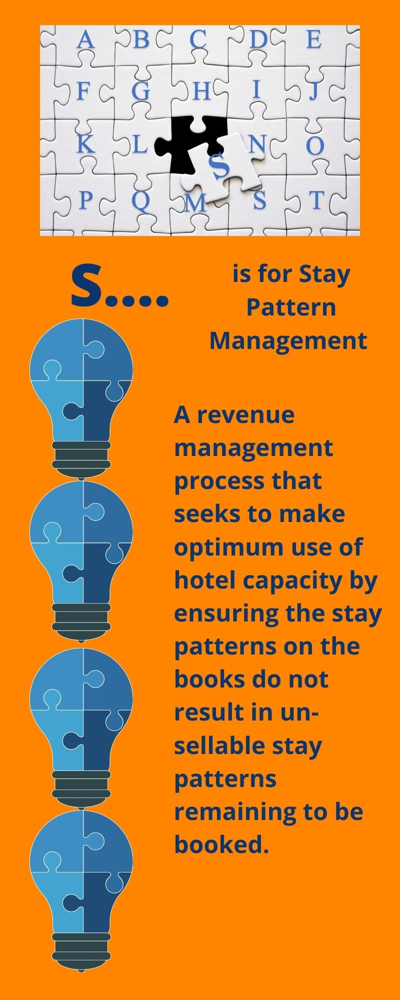 A B C D E
F G H I J
K L N O
S
P Q M S T
S....
is for Stay
Pattern
Management
A revenue
management
process that
seeks to make
optimum use of
hotel capacity by
ensuring the stay
patterns on the
books do not
result in un-
sellable stay
patterns
remaining to be
booked.